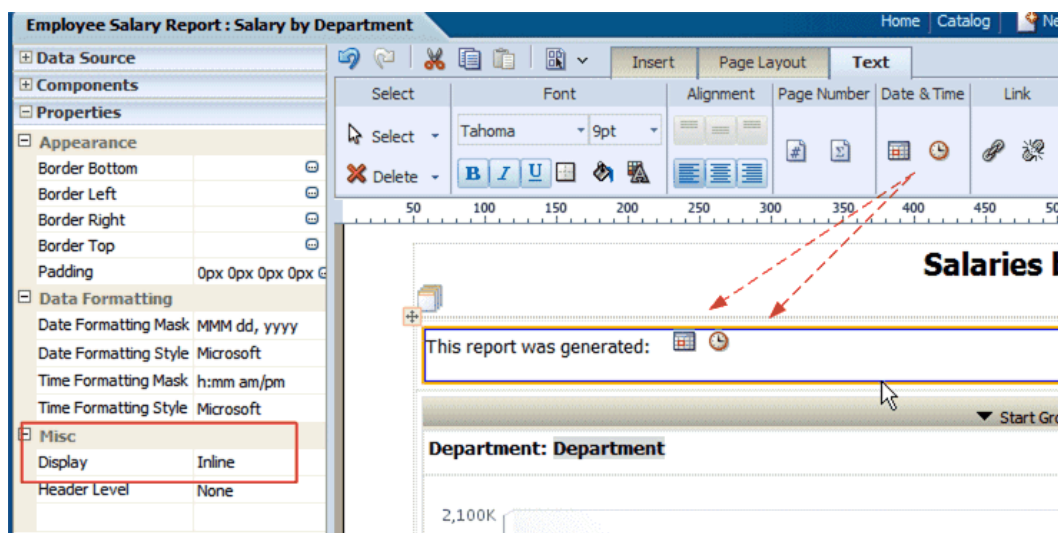 Employee Salary Report : Salary by Department
Home Catalog Ne
Data Source
Components
Properties
Appearance
Border Bottom
Border Left
Border Right
Border Top
Padding 0px 0px 0px 0px
Data Formatting
Date Formatting Mask MMM dd, yyyy
Date Formatting Style Microsoft
Time Formatting Mask h:mm am/pm
Time Formatting Style Microsoft
Misc
Display Inline
Header Level None
Insert Page Layout Text
Select Font Alignment Page Number Date & Time Link
Select Tahoma 9pt
Delete B I U
50 100 150 200 250 300 350 400 450 50
Salaries
This report was generated:
Start Gro
Department: Department
2,100K